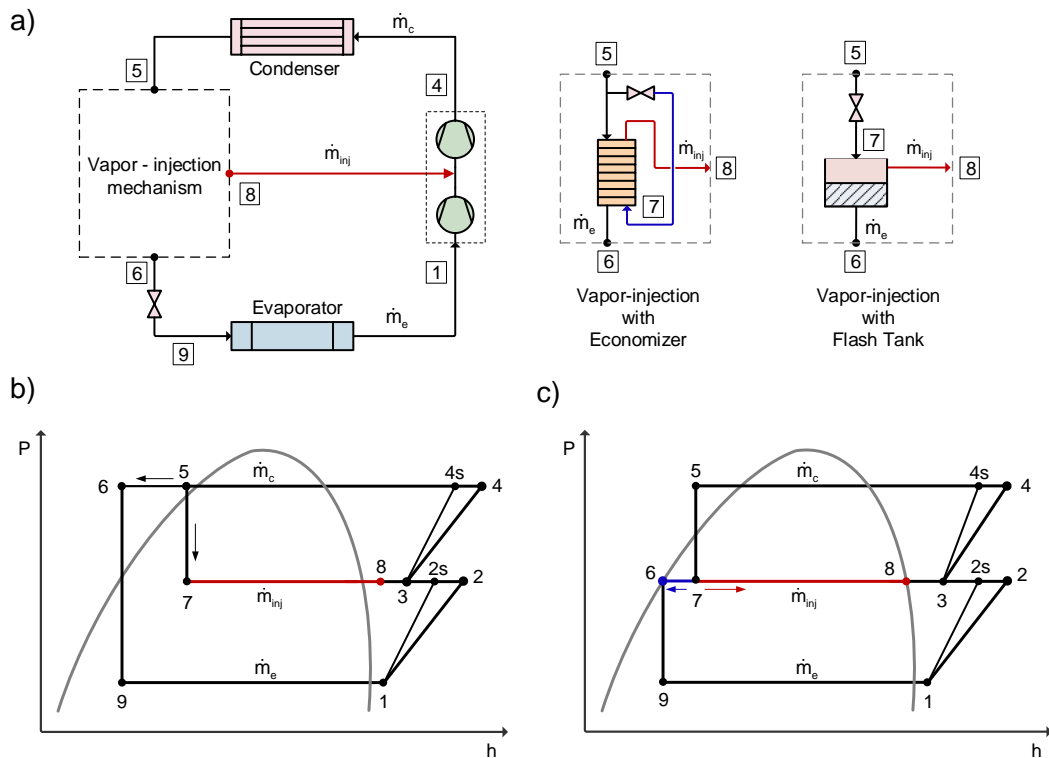 a)
ṁc
Condenser
5
4
5
5
Vapor - injection
mechanism
ṁinj
8
ṁinj
8
7
ṁe
6
7
ṁinj
8
ṁe
6
6
1
Evaporator
ṁe
9
Vapor-injection
with
Economizer
Vapor-injection
with
Flash Tank
b)
P
6
5
ṁc
4s
4
7
ṁinj
8
3
2s
2
9
ṁe
1
h
c)
P
5
ṁc
4s
4
6
7
ṁinj
8
3
2s
2
9
ṁe
1
h